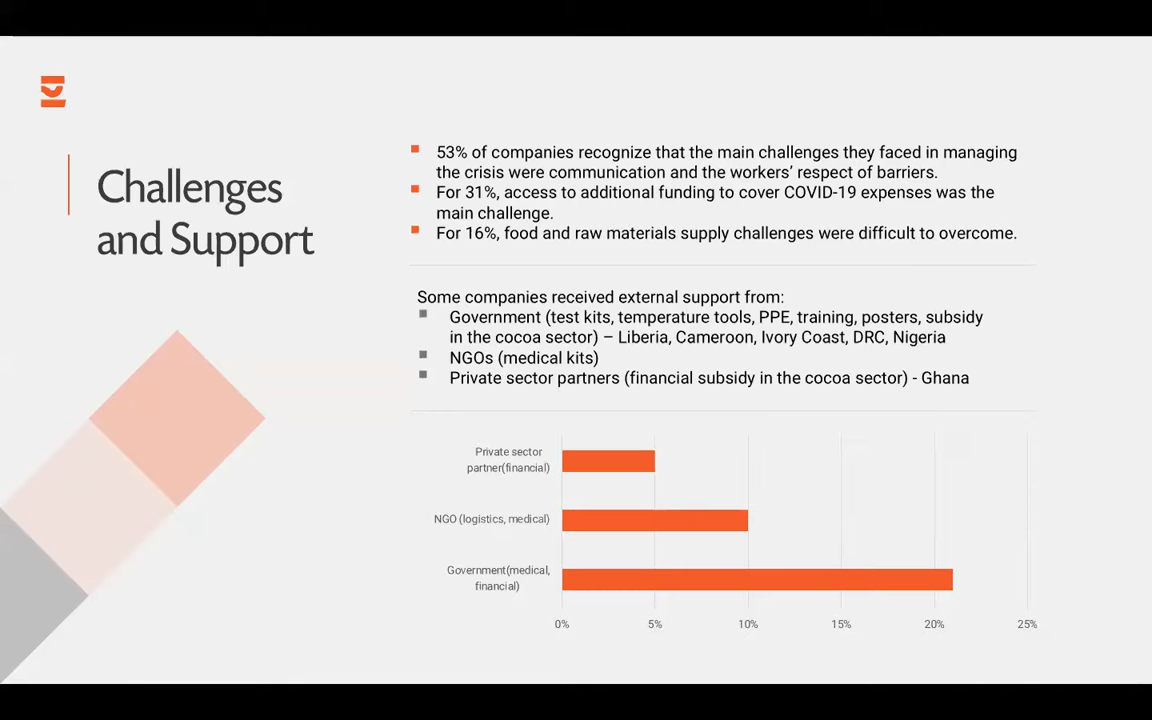 Challenges
and Support
53% of companies recognize that the main challenges they faced in managing
the crisis were communication and the workers’ respect of barriers.
For 31%, access to additional funding to cover COVID-19 expenses was the
main challenge.
For 16%, food and raw materials supply challenges were difficult to overcome.
Some companies received external support from:
Government (test kits, temperature tools, PPE, training, posters, subsidy
in the cocoa sector) – Liberia, Cameroon, Ivory Coast, DRC, Nigeria
NGOs (medical kits)
Private sector partners (financial subsidy in the cocoa sector) - Ghana
Private sector
partner(financial)
NGO (logistics, medical)
Government(medical,
financial)
0% 5% 10% 15% 20% 25%